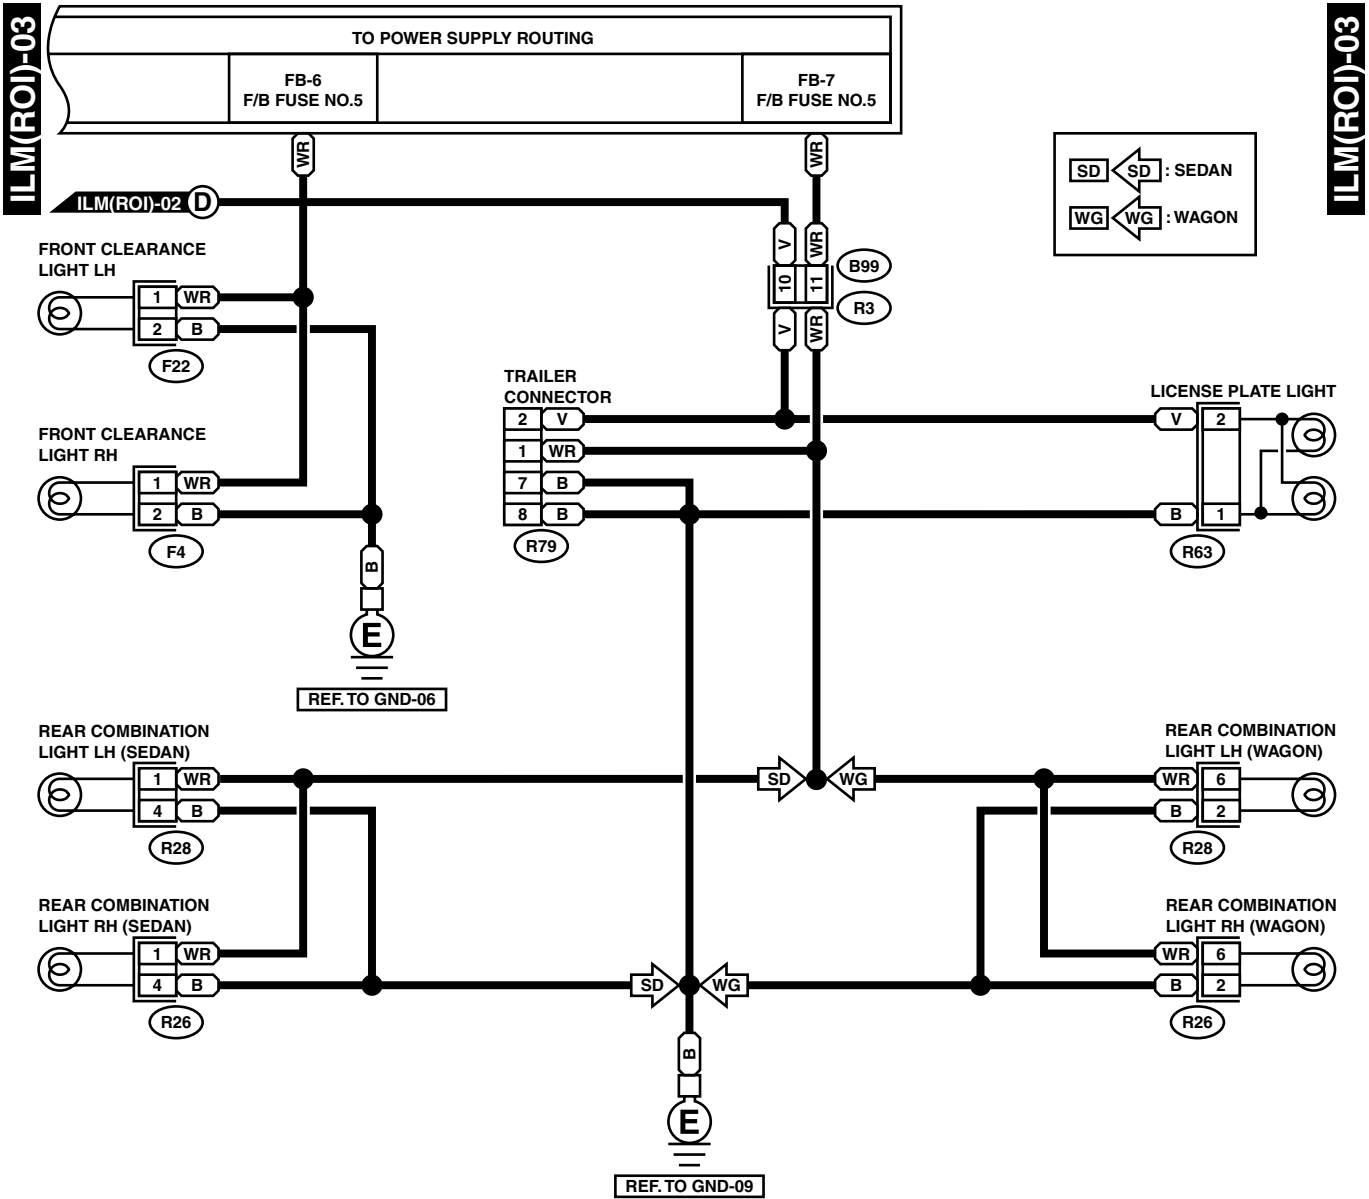 ILM(ROI)-03
ILM(ROI)-03
TO POWER SUPPLY ROUTING
FB-6
F/B FUSE NO.5
FB-7
F/B FUSE NO.5
WR
WR
SD SD : SEDAN
WG WG : WAGON
ILM(ROI)-02 D
V
WR
10
11
B99
R3
V
WR
FRONT CLEARANCE
LIGHT LH
1 WR
2 B
F22
FRONT CLEARANCE
LIGHT RH
1 WR
2 B
F4
B
E
REF. TO GND-06
TRAILER
CONNECTOR
2 V
1 WR
7 B
8 B
R79
LICENSE PLATE LIGHT
V 2
B 1
R63
REAR COMBINATION
LIGHT LH (SEDAN)
1 WR
4 B
R28
SD WG
REAR COMBINATION
LIGHT LH (WAGON)
WR 6
B 2
R28
REAR COMBINATION
LIGHT RH (SEDAN)
1 WR
4 B
R26
SD WG
REAR COMBINATION
LIGHT RH (WAGON)
WR 6
B 2
R26
B
E
REF. TO GND-09